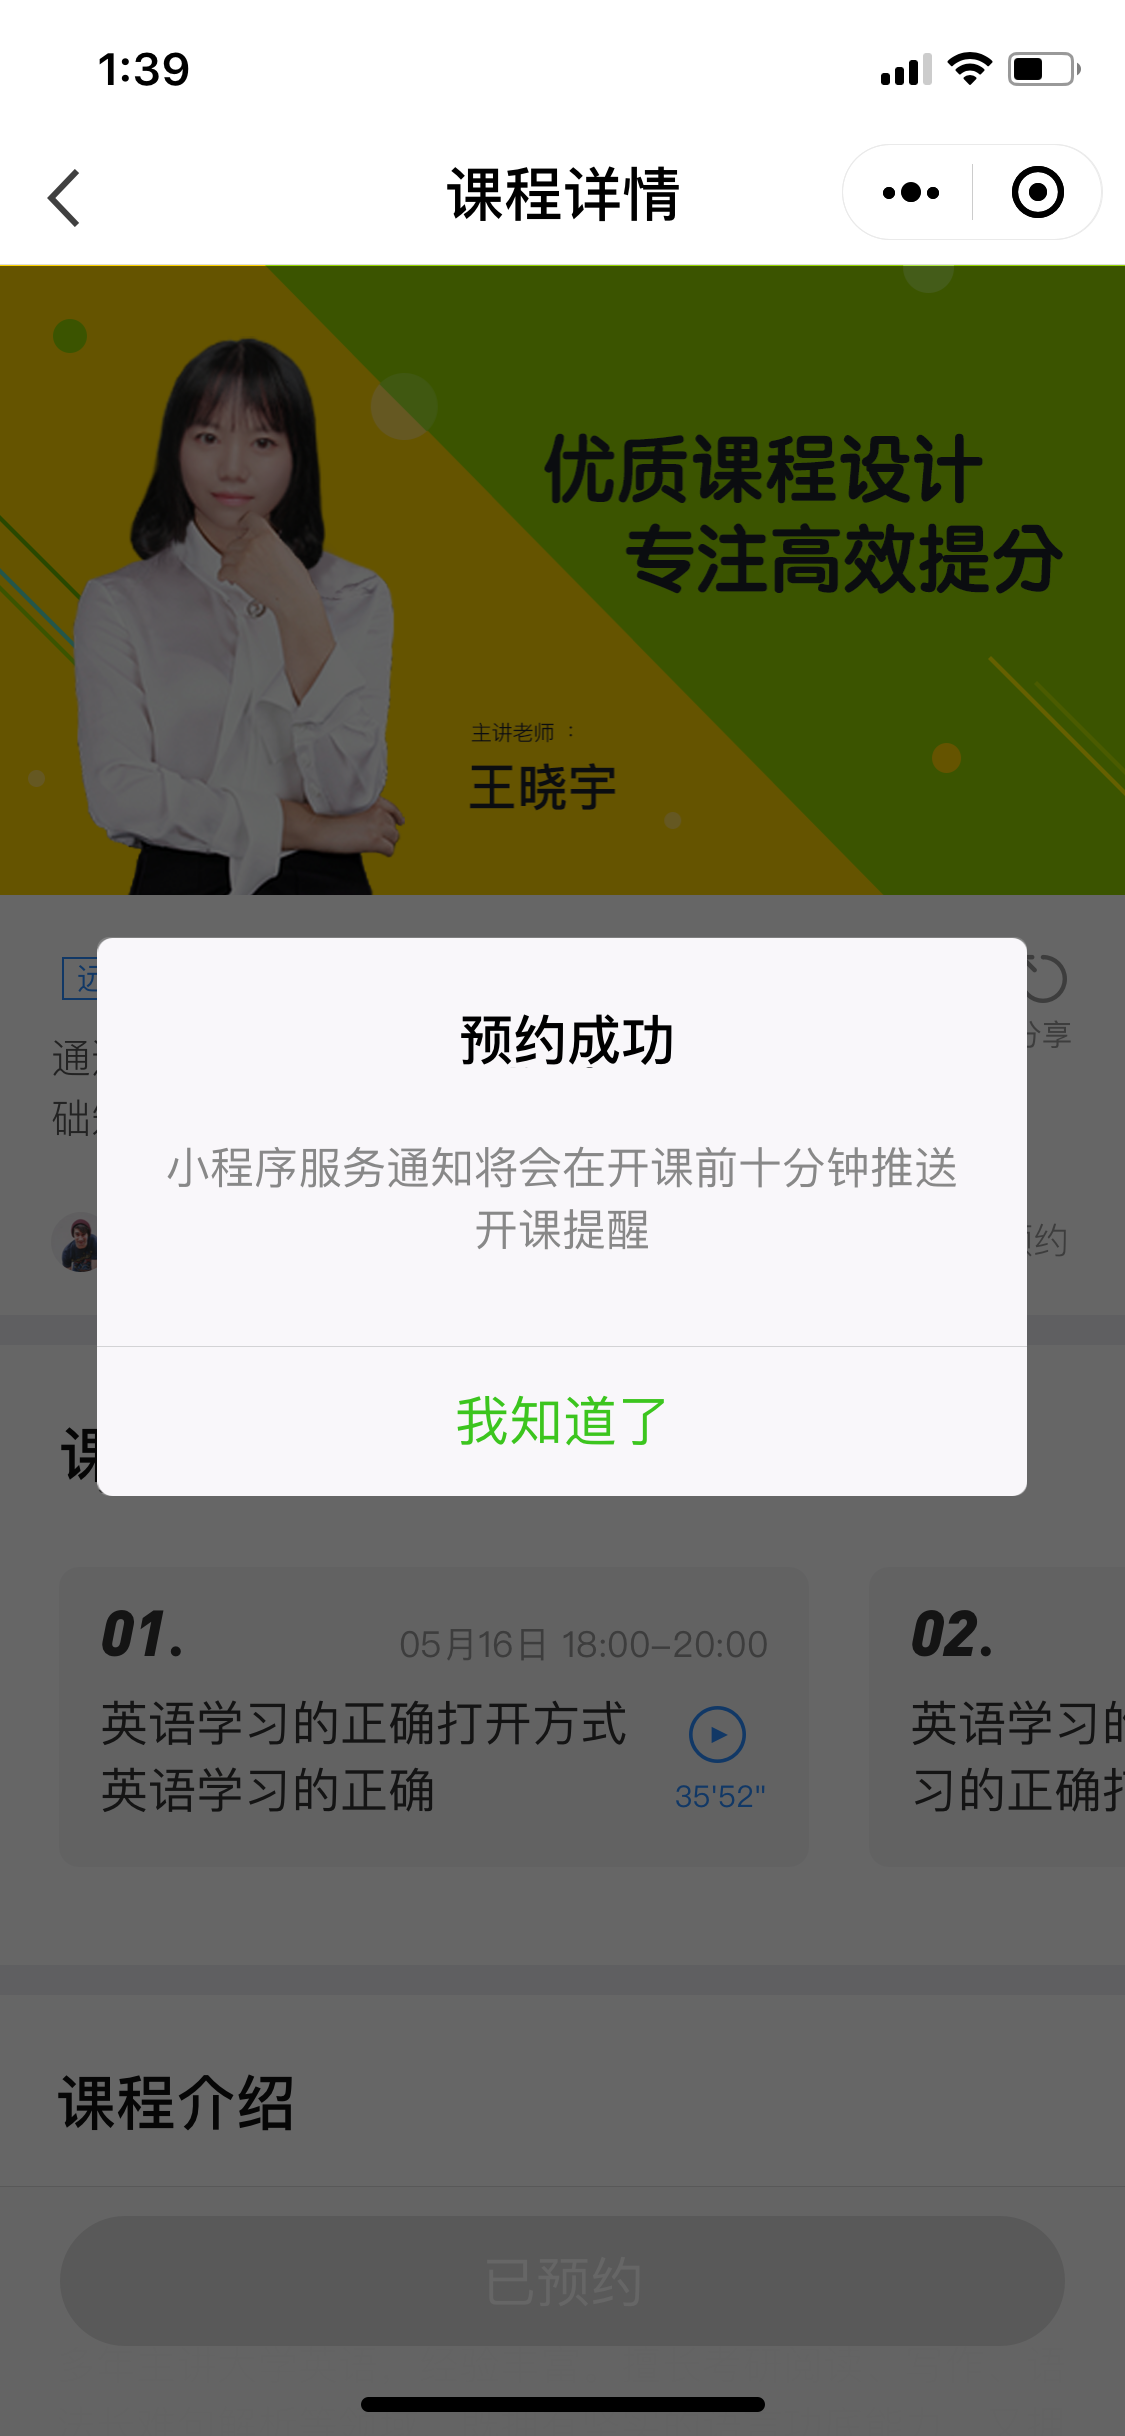 1:39
课程详情
优质课程设计
专注高效提分
主讲老师 ：
王晓宇
预约成功
小程序服务通知将会在开课前十分钟推送
开课提醒
我知道了
通
础
分享
约
课
01.
05月16日 18:00-20:00
英语学习的正确打开方式
英语学习的正确
35'52"
02.
英语学习的
习的正确打
课程介绍
已预约